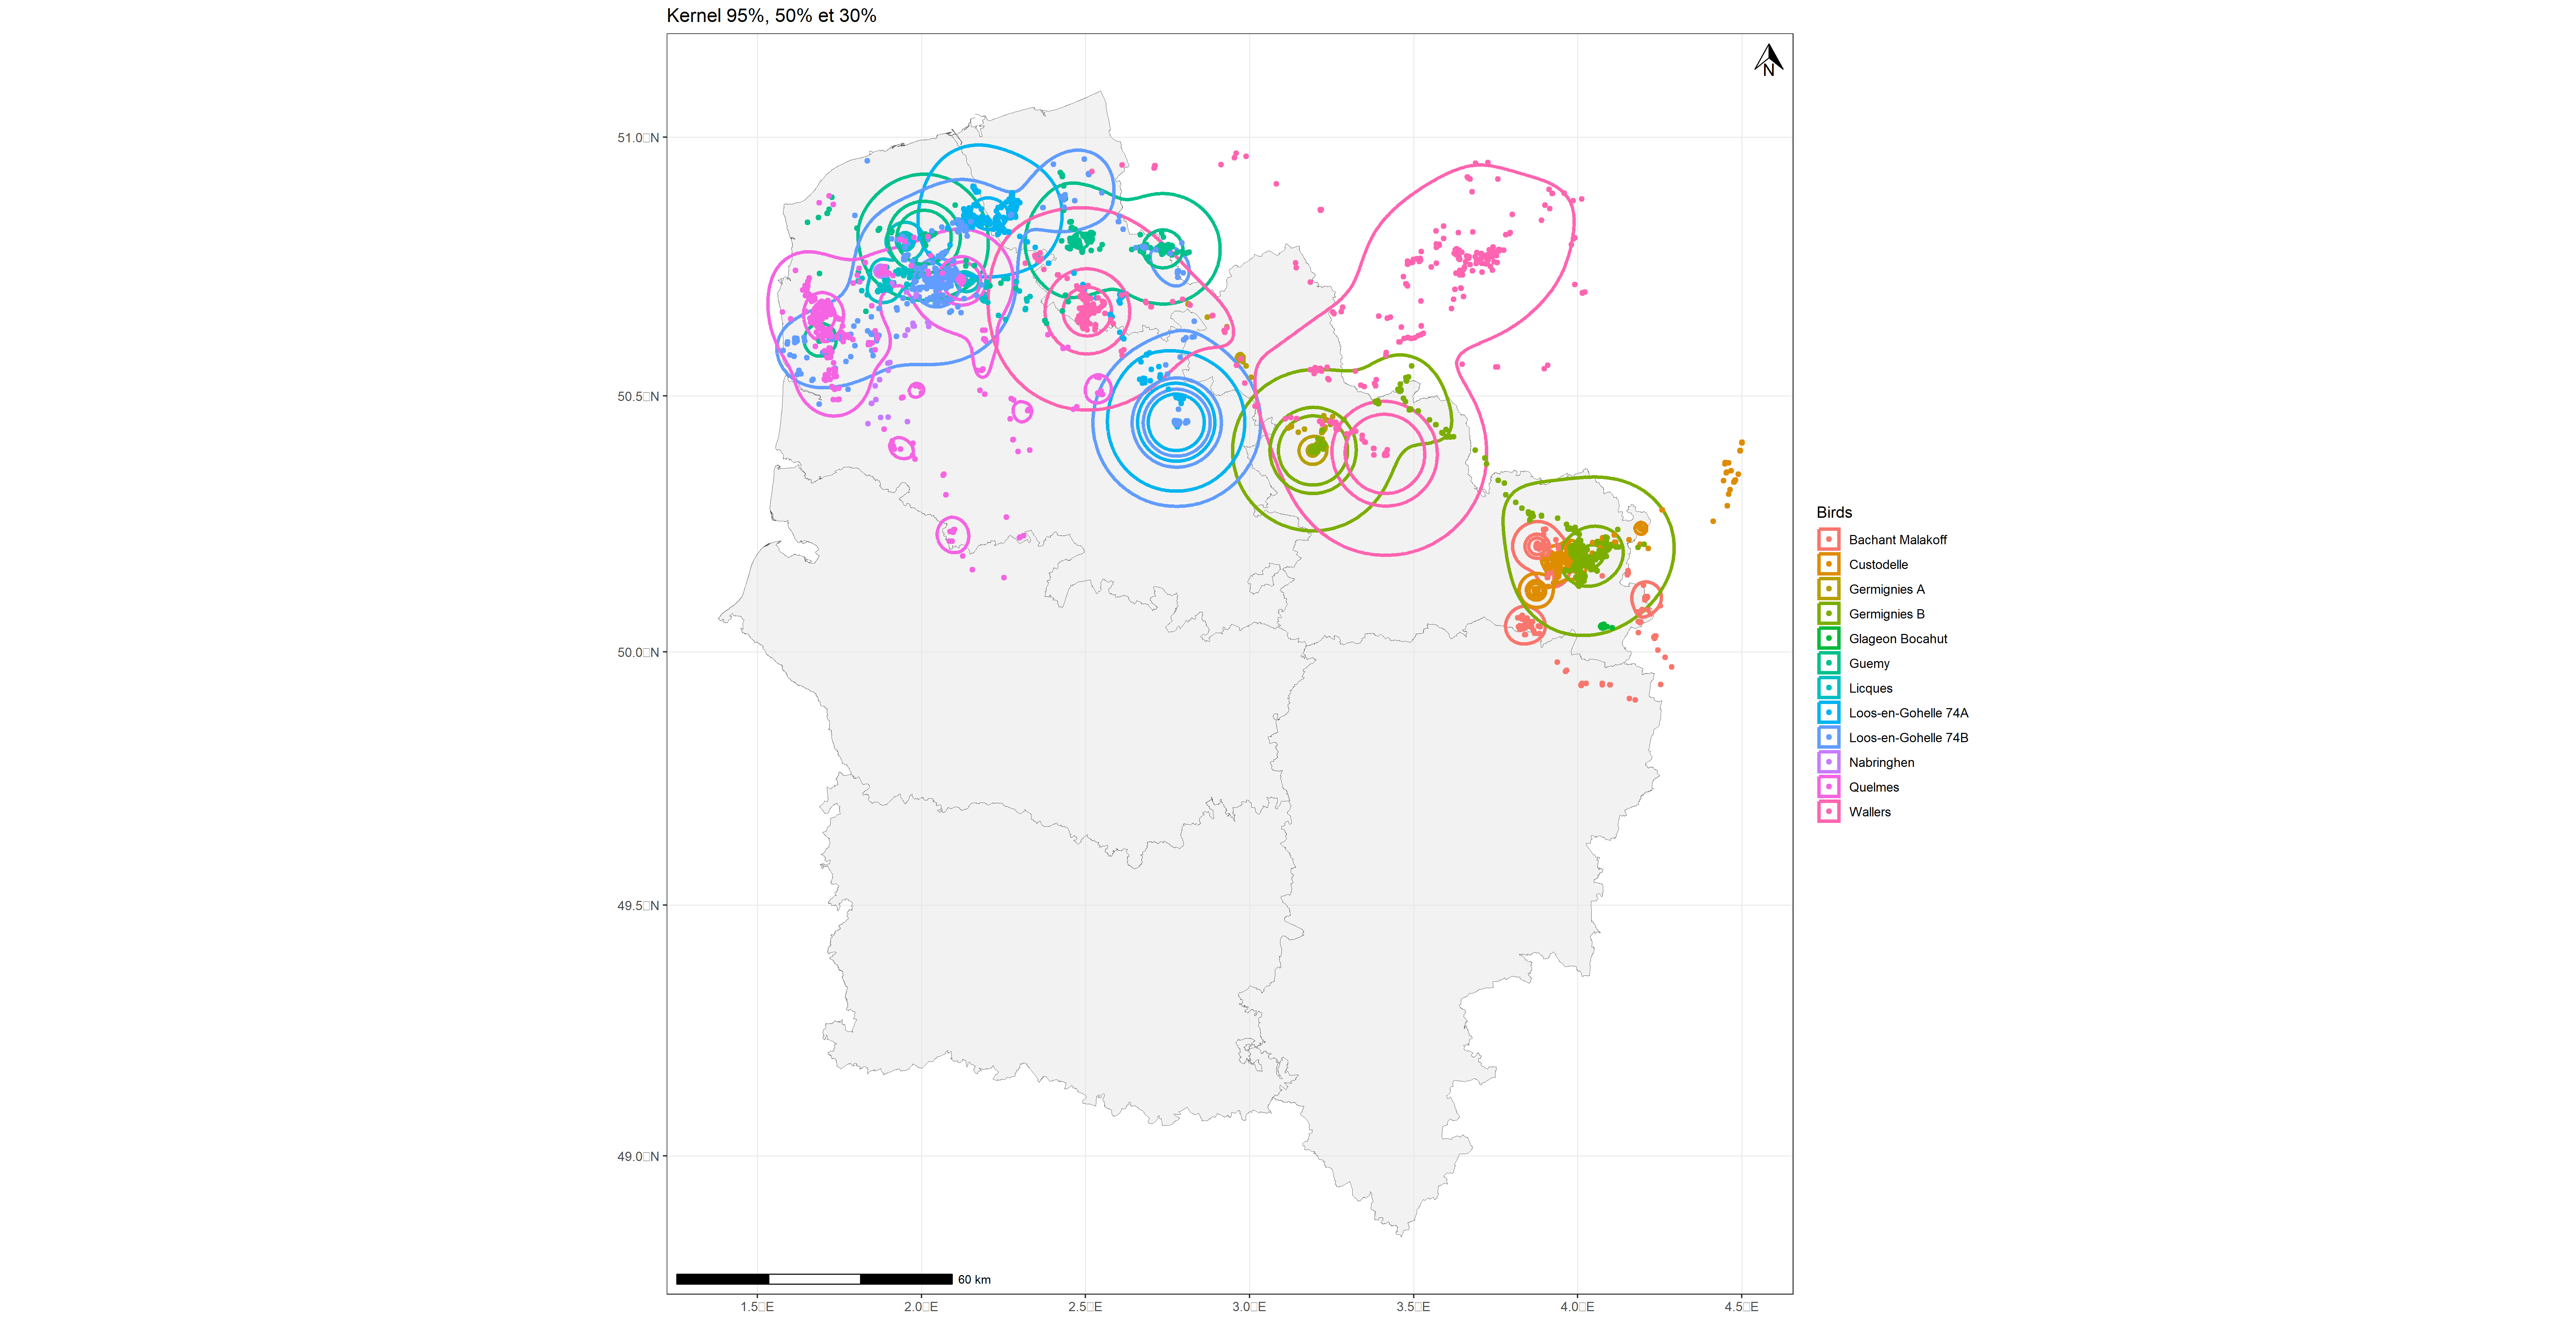 Kernel 95%, 50% et 30%
N
51.0□N
50.5□N
50.0□N
49.5□N
49.0□N
60 km
1.5□E
2.0□E
2.5□E
3.0□E
3.5□E
4.0□E
4.5□E
Birds
Bachant Malakoff
Custodelle
Germignies A
Germignies B
Glageon Bocahut
Guemy
Licques
Loos-en-Gohelle 74A
Loos-en-Gohelle 74B
Nabringhen
Quelmes
Wallers